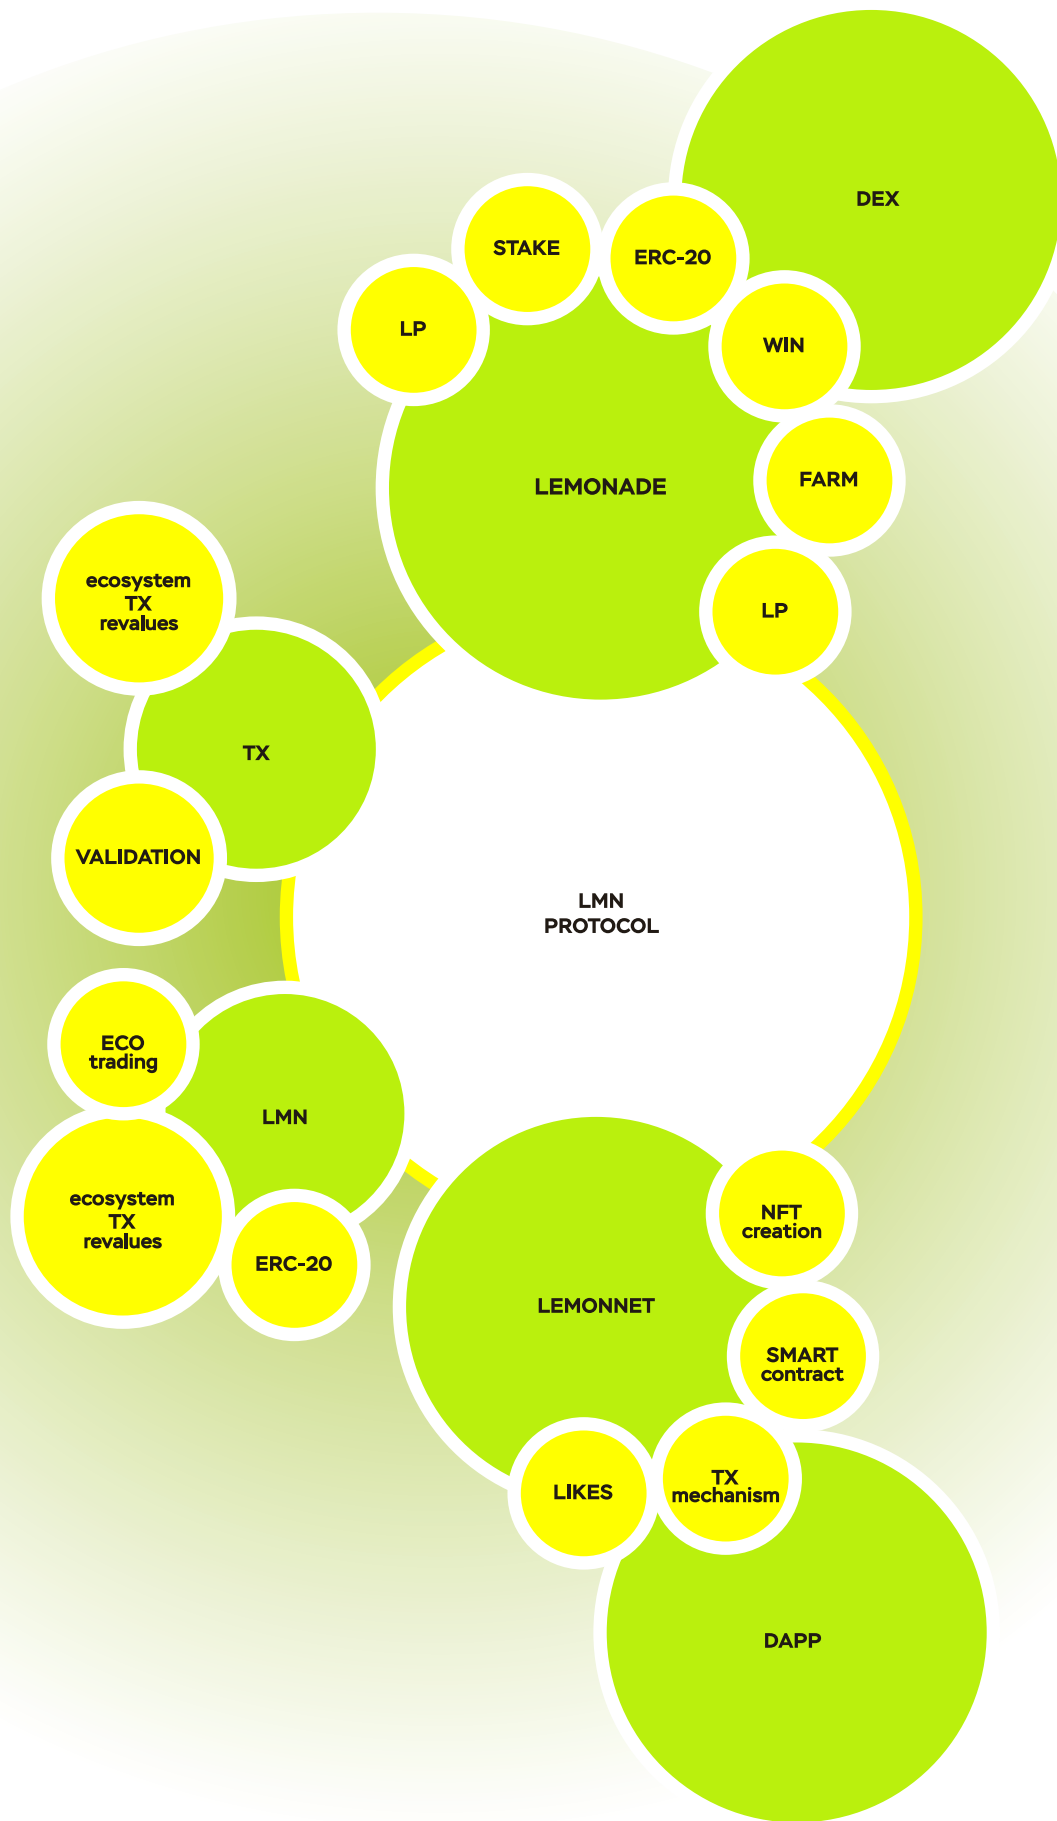 DEX
STAKE
ERC-20
LP
WIN
FARM
LEMONADE
LP
ecosystem
TX
revalues
TX
VALIDATION
LMN
PROTOCOL
ECO
trading
LMN
ecosystem
TX
revalues
ERC-20
NFT
creation
LEMONNET
SMART
contract
TX
mechanism
LIKES
DAPP